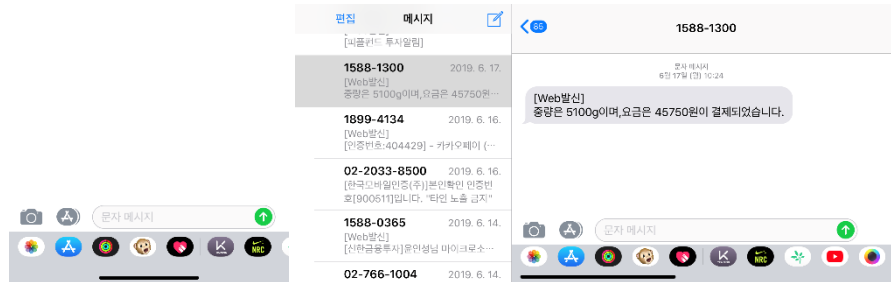 문자 메시지
NRC
편집
메시지
[피플펀드 투자알림]
1588-1300
2019. 6. 17.
[Web발신]
중량은 5100g이며,요금은 45750원…
1899-4134
2019. 6. 16.
[Web발신]
[인증번호:404429] - 카카오페이 (…
02-2033-8500
2019. 6. 16.
[한국모바일인증(주)]본인확인 인증번
호[900511]입니다. "타인 노출 금지"
1588-0365
2019. 6. 14.
[Web발신]
[신한금융투자]윤인성님 마이크로소…
02-766-1004
2019. 6. 14.
65
1588-1300
문자 메시지
6월 17일 (월) 10:24
[Web발신]
중량은 5100g이며,요금은 45750원이 결제되었습니다.
문자 메시지
NRC